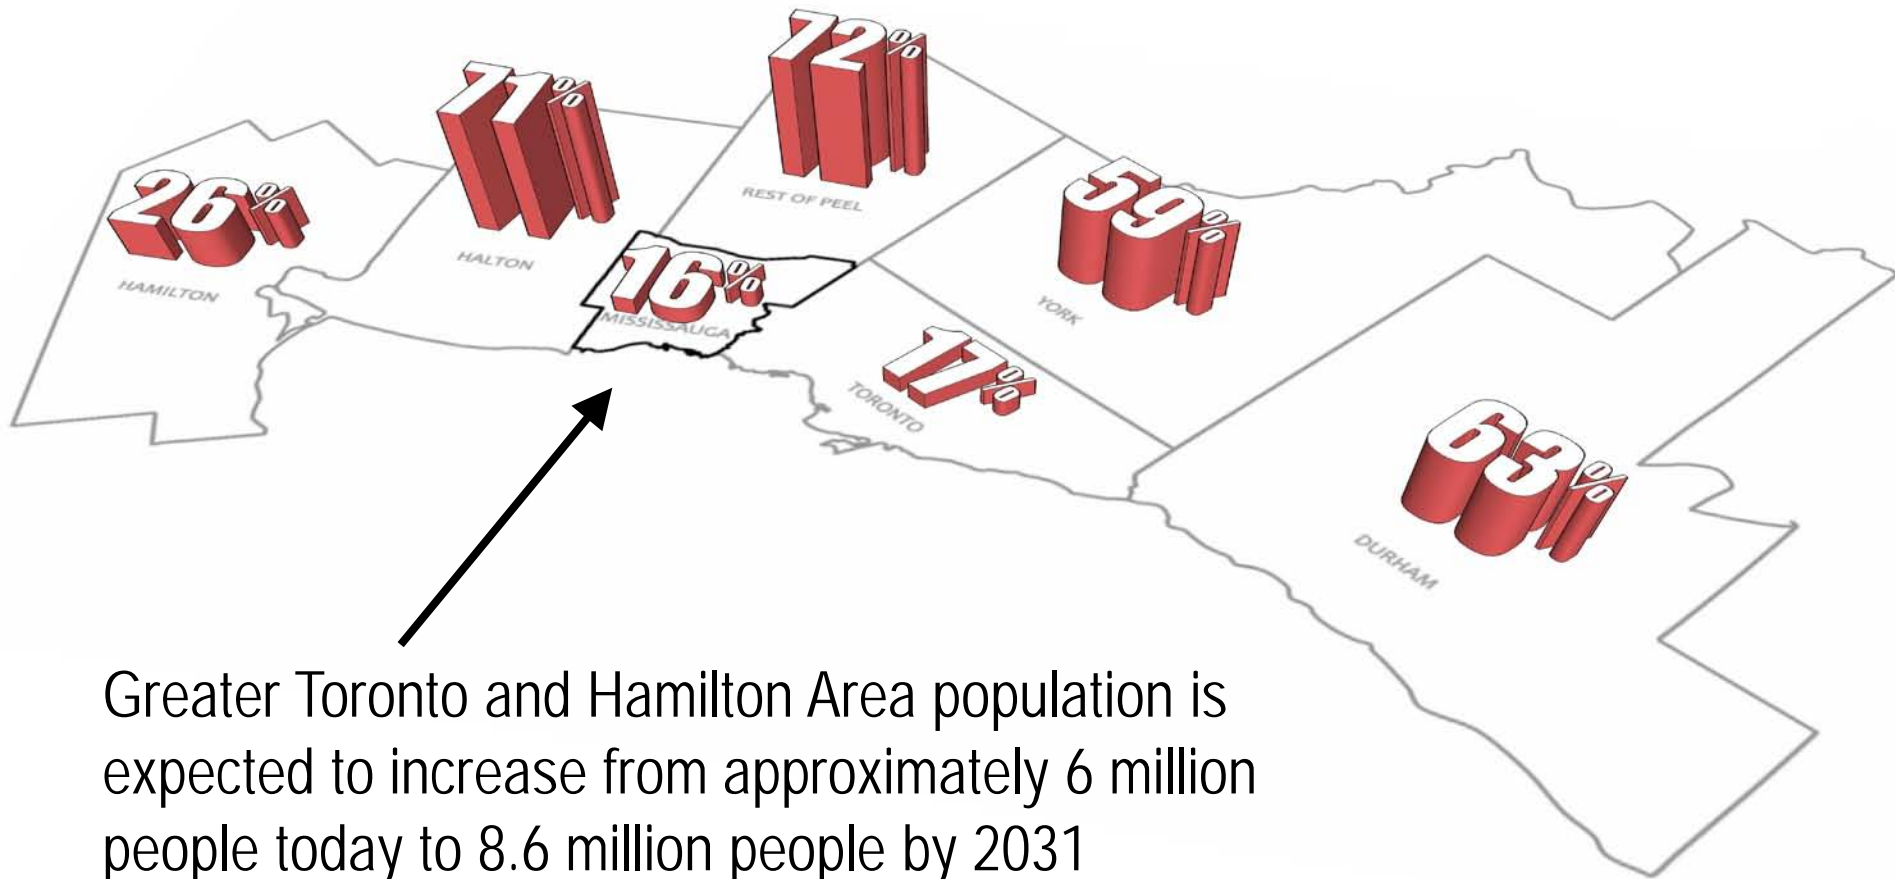 72%
REST OF PEEL
71%
HALTON
26%
HAMILTON
59%
YORK
16%
MISSISSAUGA
17%
TORONTO
63%
DURHAM
Greater Toronto and Hamilton Area population is
expected to increase from approximately 6 million
people today to 8.6 million people by 2031